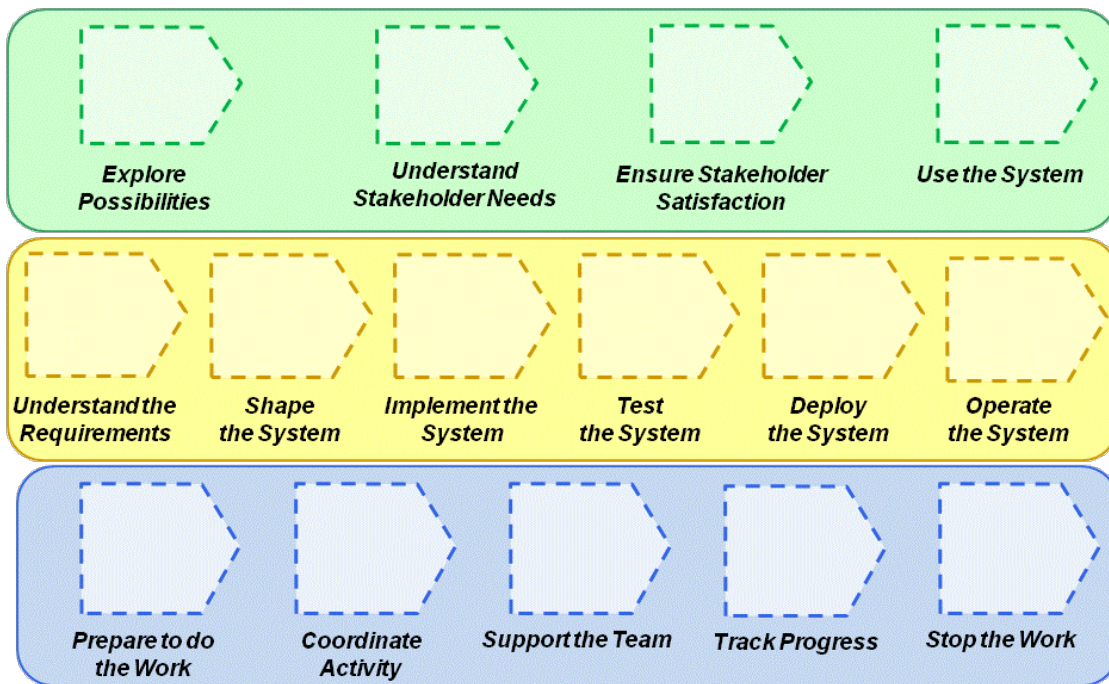 Explore
Possibilities
Understand
Stakeholder Needs
Ensure Stakeholder
Satisfaction
Use the System
Understand the
Requirements
Shape
the System
Implement the
System
Test
the System
Deploy
the System
Operate
the System
Prepare to do
the Work
Coordinate
Activity
Support the Team
Track Progress
Stop the Work